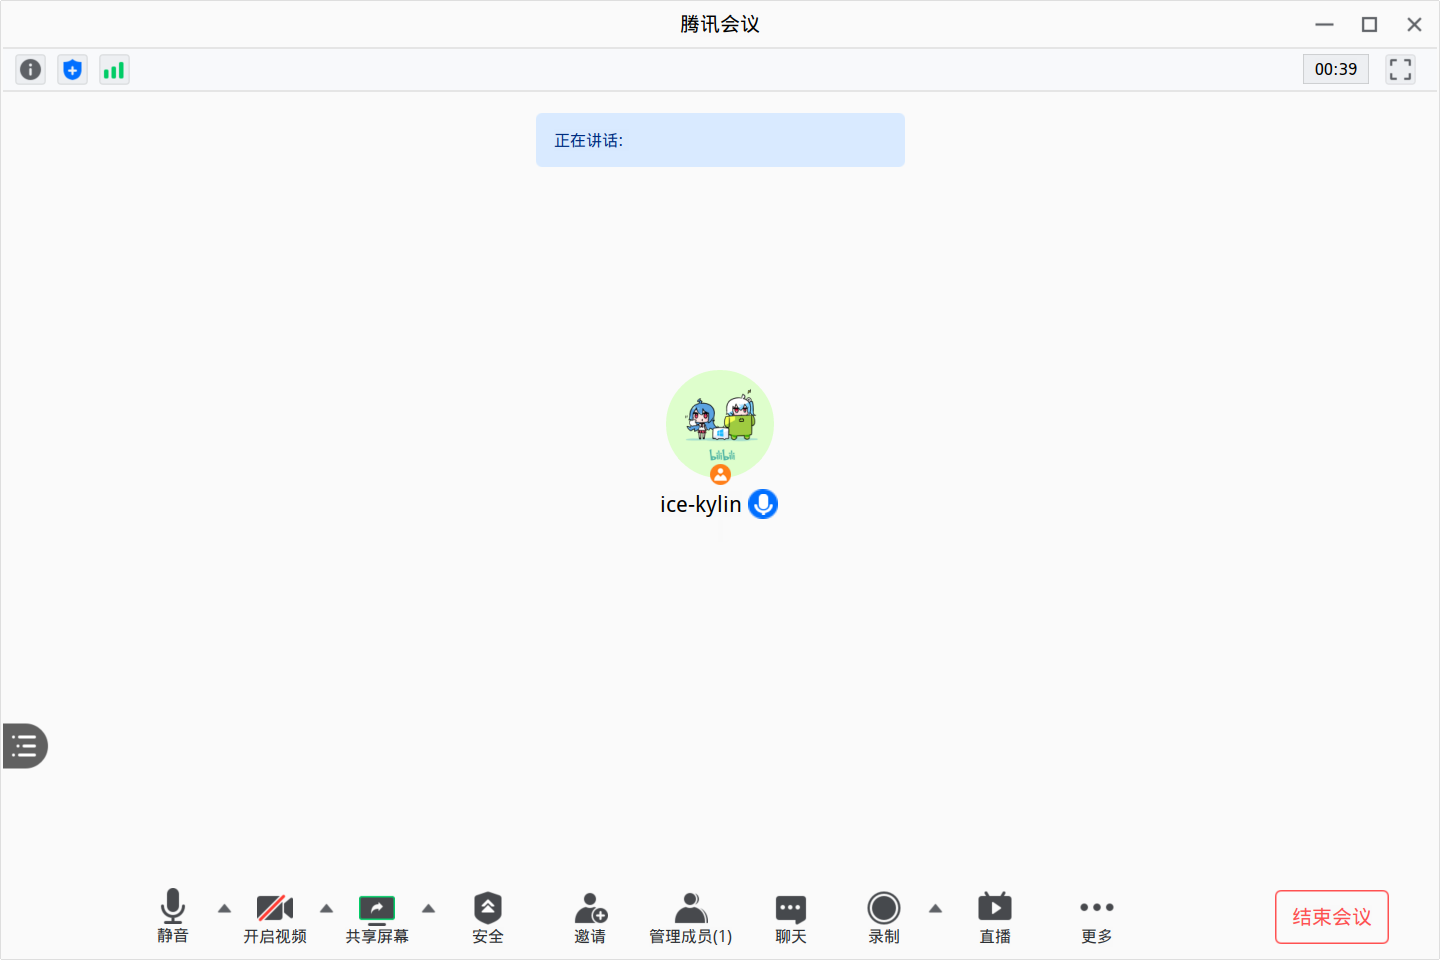 腾讯会议
00:39
正在讲话:
bilibili
ice-kylin
静音
开启视频
共享屏幕
安全
邀请
管理成员(1)
聊天
录制
直播
更多
结束会议